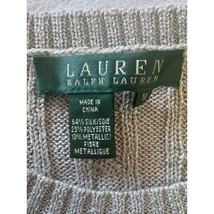 LAUREN
RALPH LAUREN
MADE IN
CHINA
64% SILK/SOIE
23% POLYESTER
13% METALLIC/
FIBRE
METALLIQUE